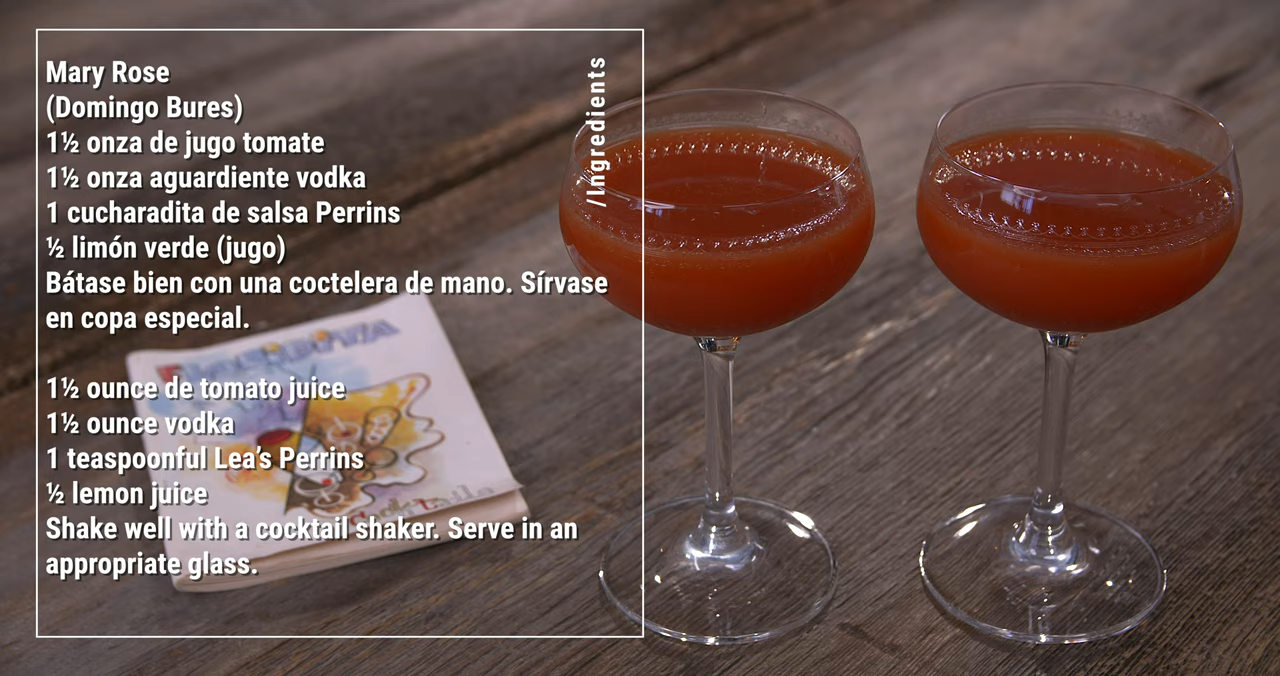 Mary Rose
(Domingo Bures)
1½ onza de jugo tomate
1½ onza aguardiente vodka
1 cucharadita de salsa Perrins
½ limón verde (jugo)
Bátase bien con una coctelera de mano. Sírvase
en copa especial.
1½ ounce de tomato juice
1½ ounce vodka
1 teaspoonful Lea’s Perrins
½ lemon juice
Shake well with a cocktail shaker. Serve in an
appropriate glass.
/Ingredients